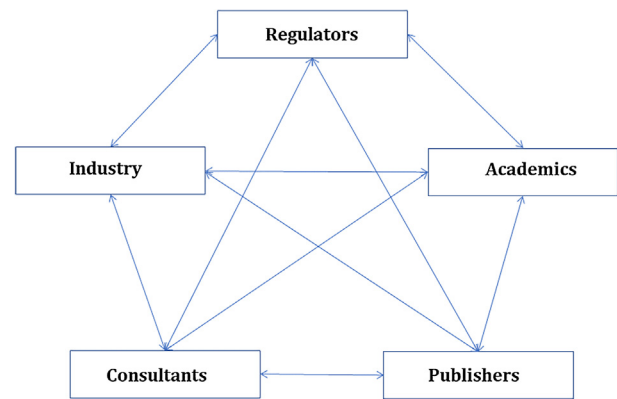 Regulators
Industry
Academics
Consultants
Publishers